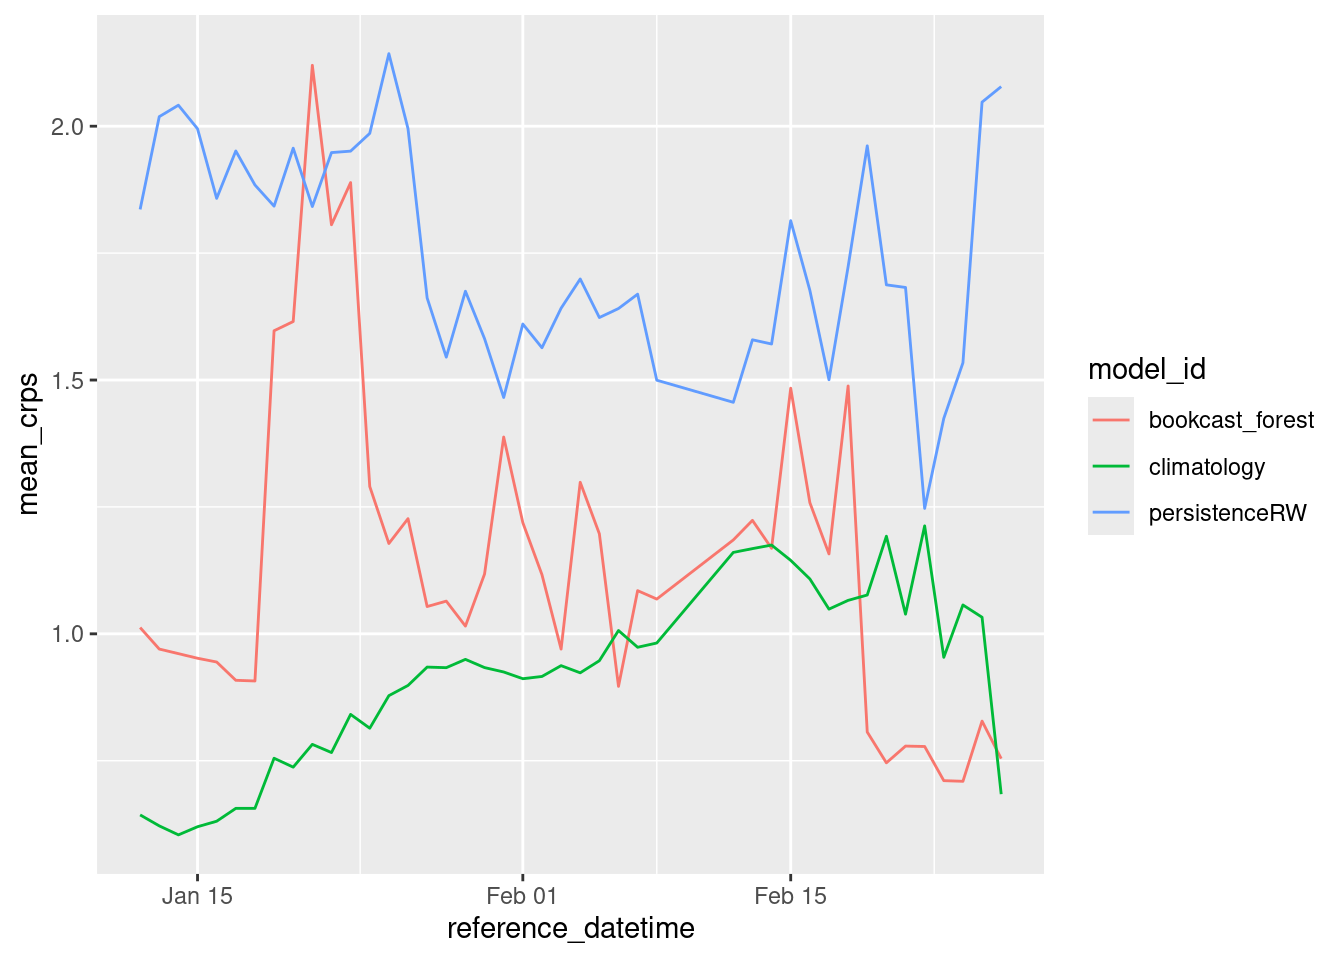 2.0
1.5
1.0
mean_crps
Jan 15
Feb 01
Feb 15
reference_datetime
model_id
bookcast_forest
climatology
persistenceRW